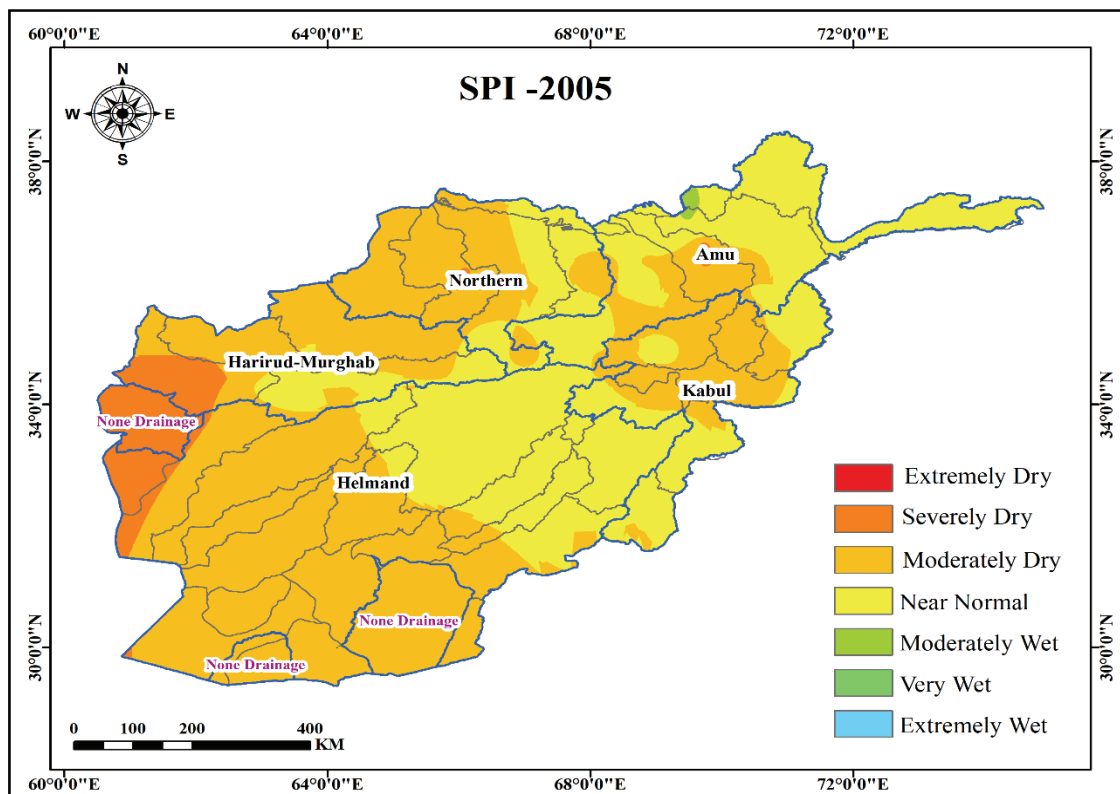 60°0'0"E 64°0'0"E 68°0'0"E 72°0'0"E
SPI -2005
N
W E
S
38°0'0"N 38°0'0"N
Amu
Northern
Harirud-Murghab
Kabul
34°0'0"N 34°0'0"N
None Drainage
Helmand
Extremely Dry
Severely Dry
Moderately Dry
Near Normal
Moderately Wet
Very Wet
Extremely Wet
None Drainage
30°0'0"N 30°0'0"N
None Drainage
0 100 200 400
KM
60°0'0"E 64°0'0"E 68°0'0"E 72°0'0"E